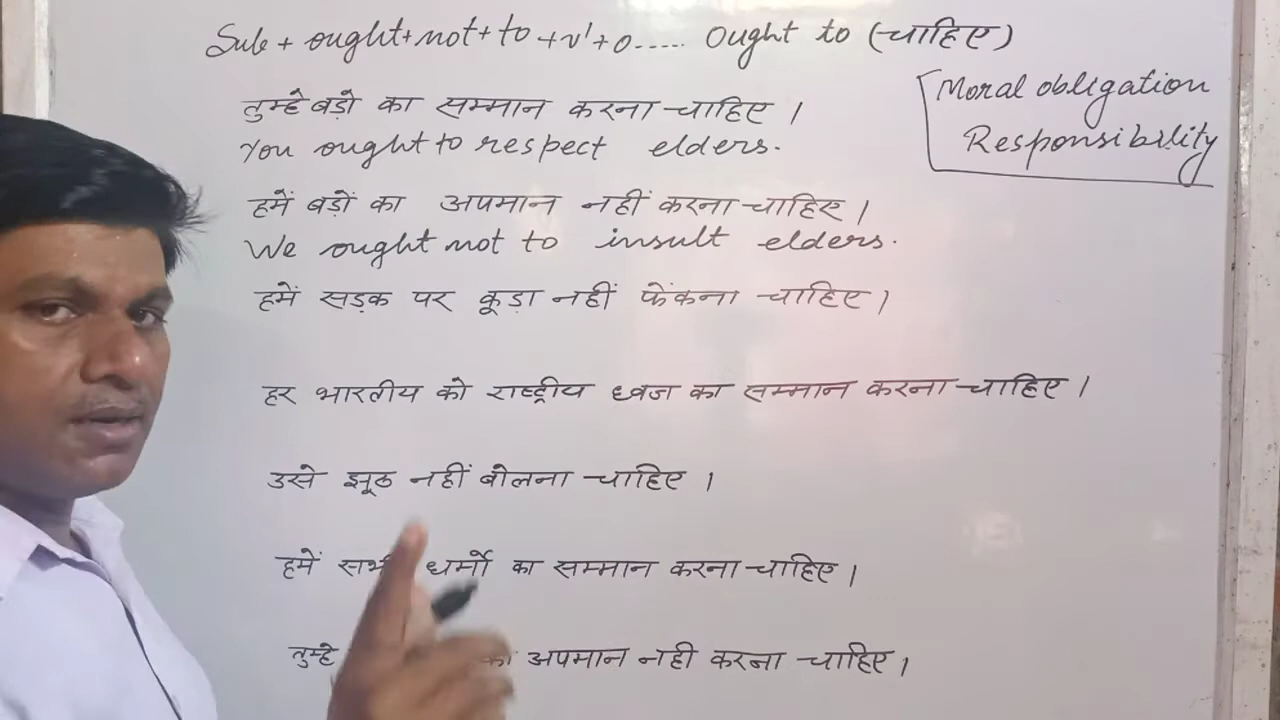 Sub + ought + not + to + v¹ + o ..... ought to (चाहिए)
Moral obligation
Responsibility
तुम्हे बड़ो का सम्मान करना चाहिए ।
You ought to respect elders.
हमें बड़ों का अपमान नहीं करना चाहिए ।
We ought not to insult elders.
हमें सड़क पर कूड़ा नहीं फेंकना चाहिए ।
हर भारतीय को राष्ट्रीय ध्वज का सम्मान करना चाहिए ।
उसे झूठ नहीं बोलना चाहिए ।
हमें धर्मो का सम्मान करना चाहिए ।
तुम्हे का अपमान नही करना चाहिए ।